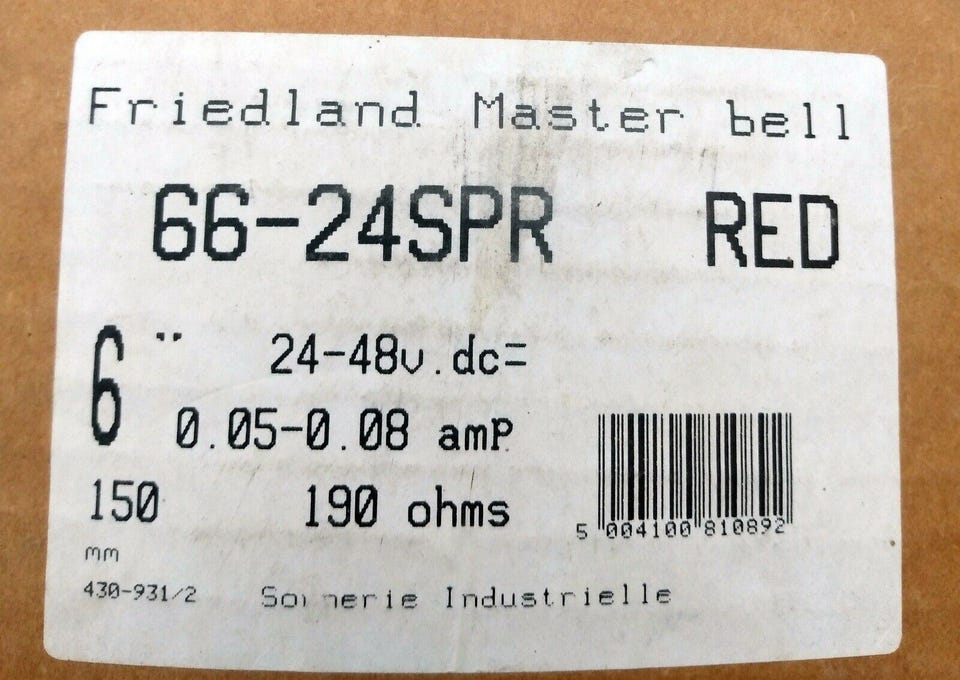 Friedland Master bell
66-24SPR RED
6" 24-48v.dc=
0.05-0.08 amp
150 190 ohms
mm
5 004100 810892
430-931/2 Industrielle